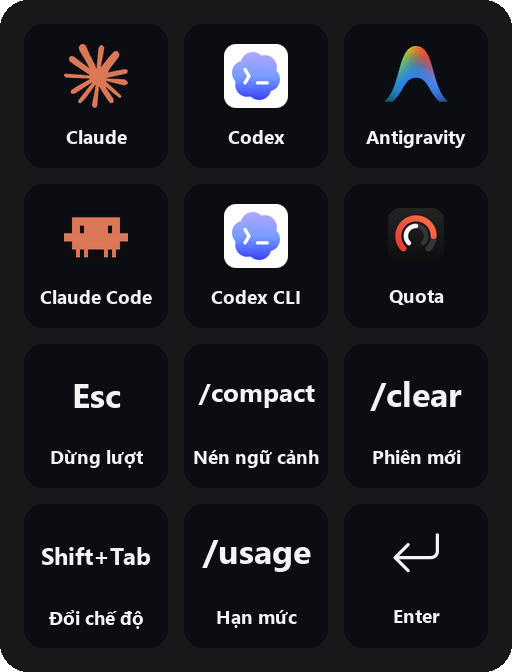 Claude
Codex
Antigravity
Claude Code
Codex CLI
Quota
Esc
Dừng lượt
/compact
Nén ngữ cảnh
/clear
Phiên mới
Shift+Tab
Đổi chế độ
/usage
Hạn mức
Enter